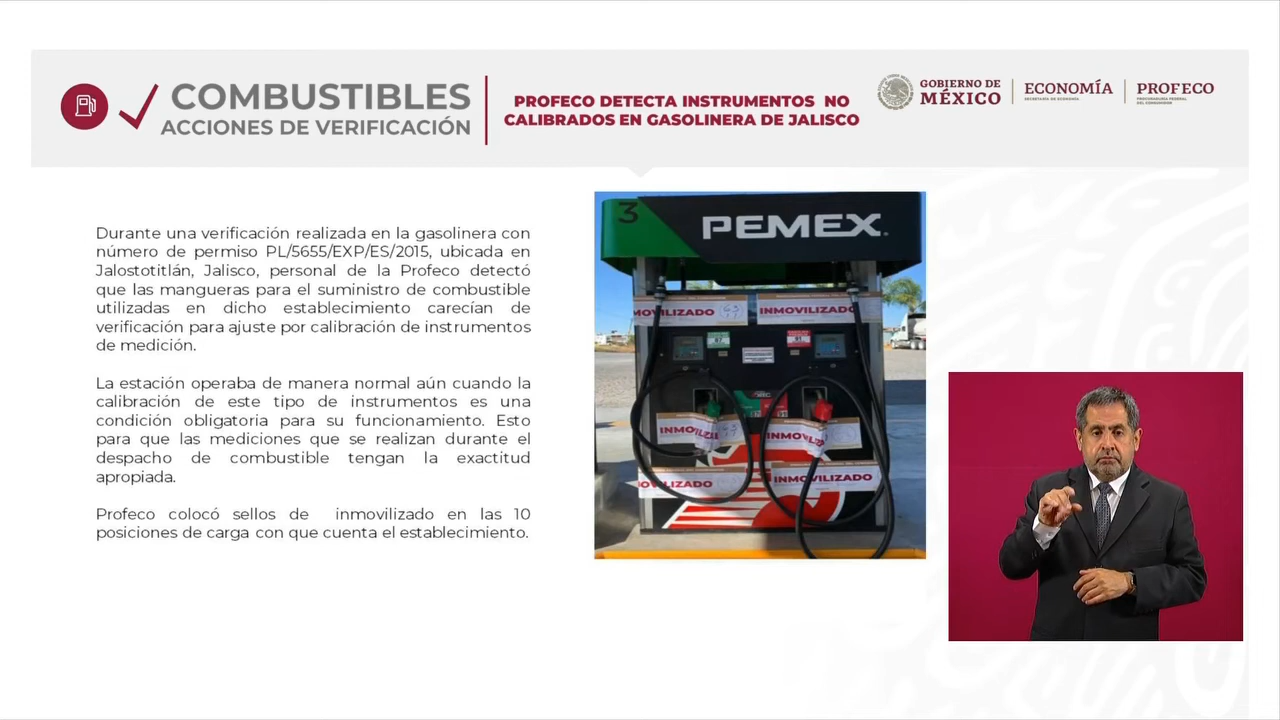 COMBUSTIBLES
ACCIONES DE VERIFICACIÓN
PROFECO DETECTA INSTRUMENTOS NO
CALIBRADOS EN GASOLINERA DE JALISCO
GOBIERNO DE
MÉXICO
ECONOMÍA
SECRETARÍA DE ECONOMÍA
PROFECO
PROCURADURÍA FEDERAL
DEL CONSUMIDOR
Durante una verificación realizada en la gasolinera con
número de permiso PL/5655/EXP/ES/2015, ubicada en
Jalostotitlán, Jalisco, personal de la Profeco detectó
que las mangueras para el suministro de combustible
utilizadas en dicho establecimiento carecían de
verificación para ajuste por calibración de instrumentos
de medición.
La estación operaba de manera normal aún cuando la
calibración de este tipo de instrumentos es una
condición obligatoria para su funcionamiento. Esto
para que las mediciones que se realizan durante el
despacho de combustible tengan la exactitud
apropiada.
Profeco colocó sellos de inmovilizado en las 10
posiciones de carga con que cuenta el establecimiento.
3
PEMEX
MOVILIZADO
INMOVILIZADO
INMOVILIZ
INMOVILIZ
MOVILIZADO
INMOVILIZADO